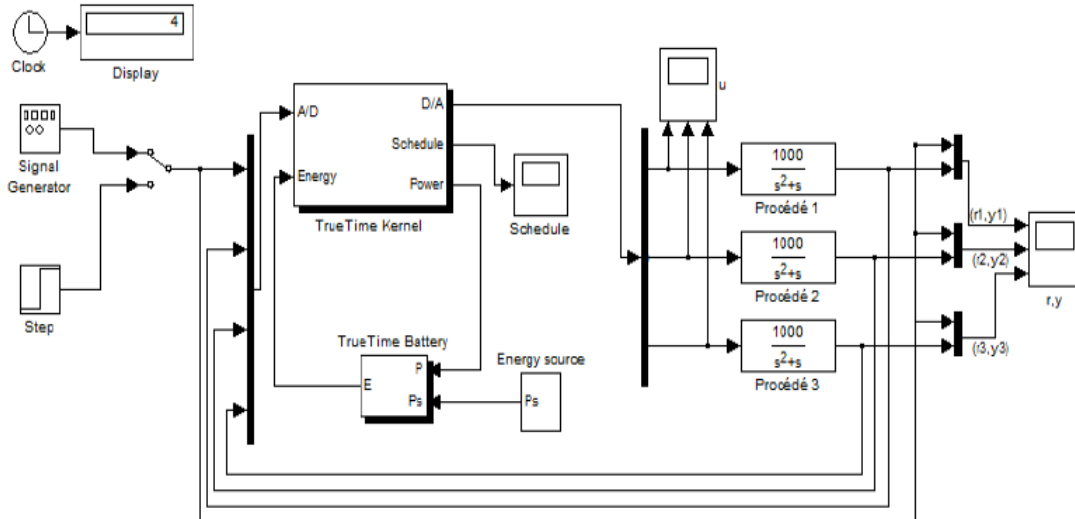 4
Clock
Display
Signal
Generator
Step
A/D
Energy
D/A
Schedule
Power
TrueTime Kernel
Schedule
TrueTime Battery
E
P
Ps
Energy source
Ps
u
1000
s²+s
Procédé 1
1000
s²+s
Procédé 2
1000
s²+s
Procédé 3
(r1,y1)
(r2,y2)
(r3,y3)
r,y